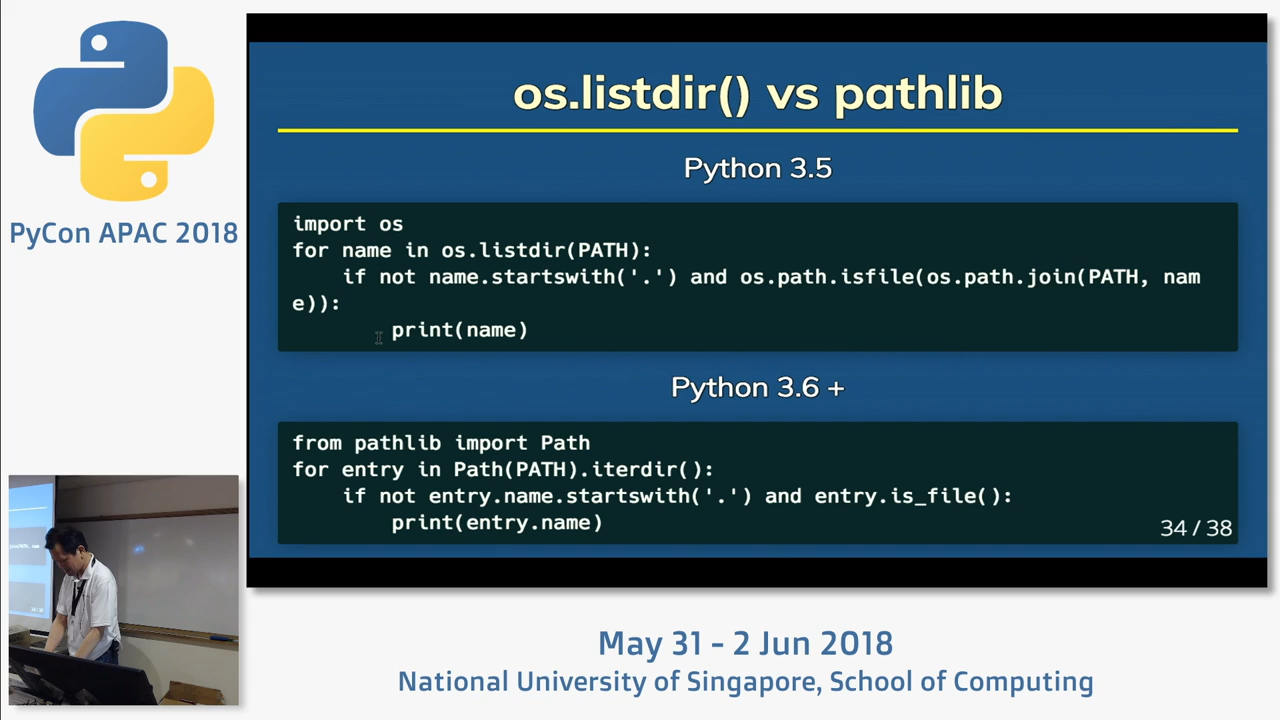 PyCon APAC 2018
os.listdir() vs pathlib
Python 3.5
import os
for name in os.listdir(PATH):
    if not name.startswith('.') and os.path.isfile(os.path.join(PATH, nam
e)):
        print(name)
Python 3.6 +
from pathlib import Path
for entry in Path(PATH).iterdir():
    if not entry.name.startswith('.') and entry.is_file():
        print(entry.name)
34 / 38
May 31 - 2 Jun 2018
National University of Singapore, School of Computing